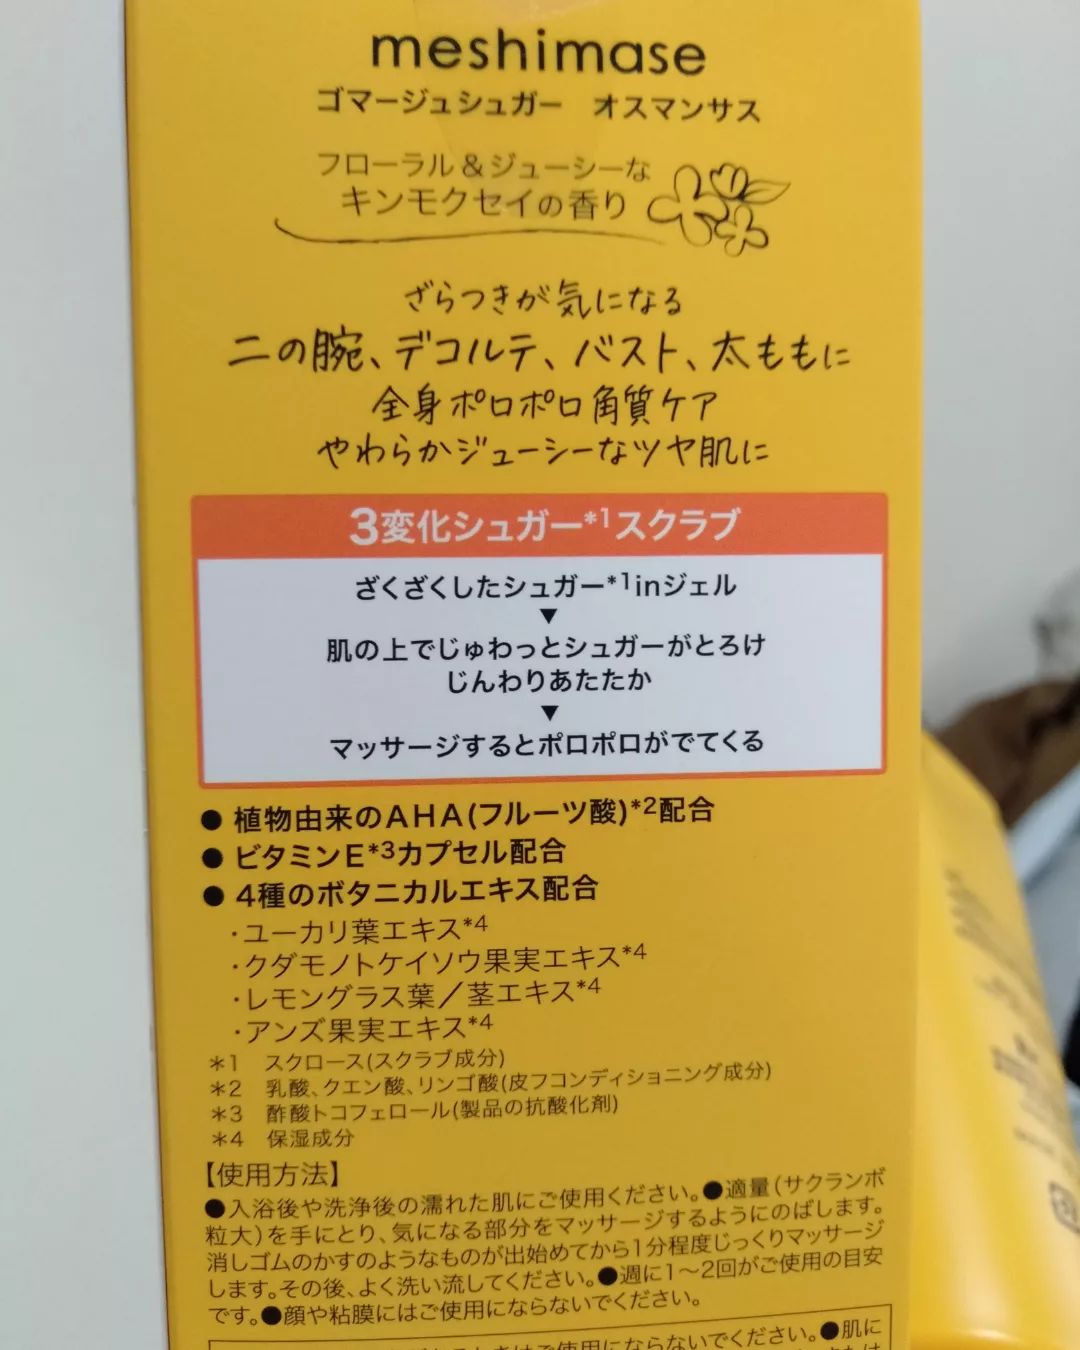 meshimase
ゴマージュシュガー オスマンサス
フローラル&ジューシーな
キンモクセイの香り
ざらつきが気になる
二の腕、デコルテ、バスト、太ももに
全身ポロポロ角質ケア
やわらかジューシーなツヤ肌に
3変化シュガー*1スクラブ
ざくざくしたシュガー*1inジェル
▼
肌の上でじゅわっとシュガーがとろけ
じんわりあたたか
▼
マッサージするとポロポロがでてくる
●植物由来のAHA(フルーツ酸)*2配合
●ビタミンE*3カプセル配合
●4種のボタニカルエキス配合
・ユーカリ葉エキス*4
・クダモノトケイソウ果実エキス*4
・レモングラス葉/茎エキス*4
・アンズ果実エキス*4
*1 スクロース(スクラブ成分)
*2 乳酸、クエン酸、リンゴ酸(皮フコンディショニング成分)
*3 酢酸トコフェロール(製品の抗酸化剤)
*4 保湿成分
【使用方法】
●入浴後や洗浄後の濡れた肌にご使用ください。●適量(サクランボ
粒大)を手にとり、気になる部分をマッサージするようにのばします。
消しゴムのかすのようなものが出始めてから1分程度じっくりマッサージ
します。その後、よく洗い流してください。●週に1〜2回がご使用の目安
です。●顔や粘膜にはご使用にならないでください。
はご使用にならないでください。●肌に